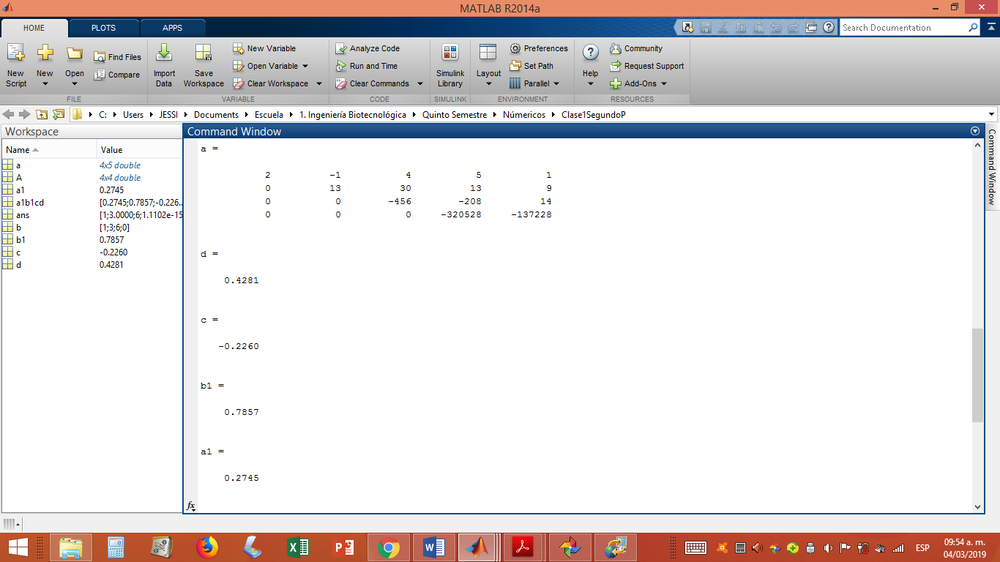 MATLAB R2014a
HOME PLOTS APPS
Search Documentation
New Script
New
Open
Find Files
Compare
Import Data
Save Workspace
New Variable
Open Variable
Clear Workspace
Analyze Code
Run and Time
Clear Commands
Simulink Library
Layout
Preferences
Set Path
Parallel
Help
Community
Request Support
Add-Ons
FILE VARIABLE CODE SIMULINK ENVIRONMENT RESOURCES
C: Users JESSI Documents Escuela 1. Ingeniería Biotecnológica Quinto Semestre Númericos Clase1SegundoP
Workspace
Name Value
a 4x5 double
A 4x4 double
a1 0.2745
a1b1cd [0.2745;0.7857;-0.226...
ans [1;3.0000;6;1.1102e-15
b [1;3;6;0]
b1 0.7857
c -0.2260
d 0.4281
Command Window
a =
2 -1 4 5 1
0 13 30 13 9
0 0 -456 -208 14
0 0 0 -320528 -137228
d =
0.4281
c =
-0.2260
b1 =
0.7857
a1 =
0.2745
fx
Command Window
ESP
09:54 a. m.
04/03/2019